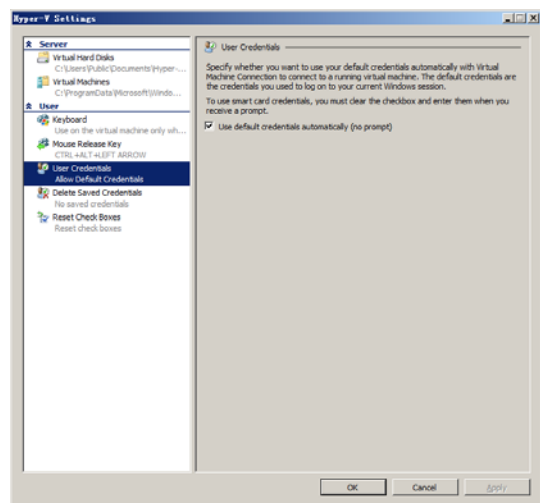 Hyper-V Settings
Server
Virtual Hard Disks
C:\Users\Public\Documents\Hyper-...
Virtual Machines
C:\ProgramData\Microsoft\Windo...
User
Keyboard
Use on the virtual machine only wh...
Mouse Release Key
CTRL+ALT+LEFT ARROW
User Credentials
Allow Default Credentials
Delete Saved Credentials
No saved credentials
Reset Check Boxes
Reset check boxes
User Credentials
Specify whether you want to use your default credentials automatically with Virtual
Machine Connection to connect to a running virtual machine. The default credentials are
the credentials you used to log on to your current Windows session.
To use smart card credentials, you must clear the checkbox and enter them when you
receive a prompt.
Use default credentials automatically (no prompt)
OK
Cancel
Apply